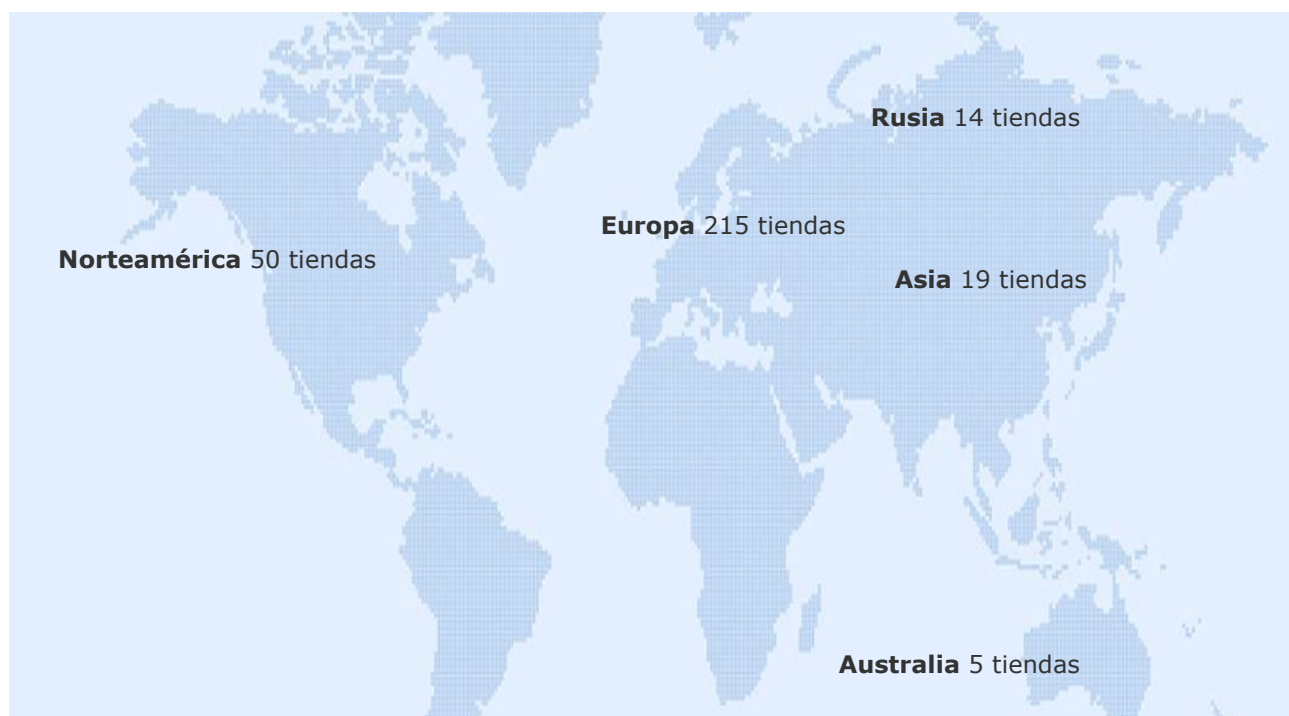 Rusia 14 tiendas
Europa 215 tiendas
Norteamérica 50 tiendas
Asia 19 tiendas
Australia 5 tiendas